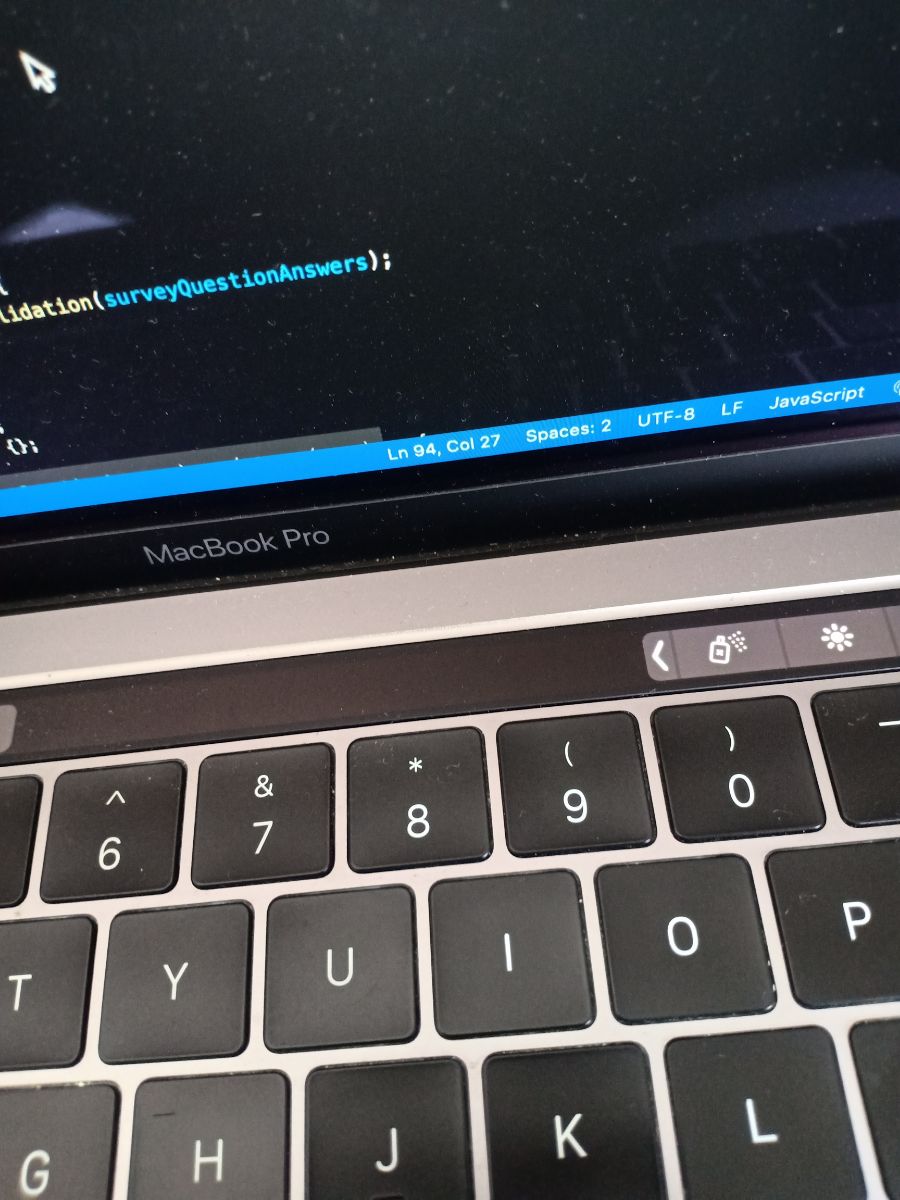 {
lidation(surveyQuestionAnswers);
{};
Ln 94, Col 27 Spaces: 2 UTF-8 LF JavaScript
MacBook Pro
^ & * ( )
6 7 8 9 0
T Y U I O P
G H J K L